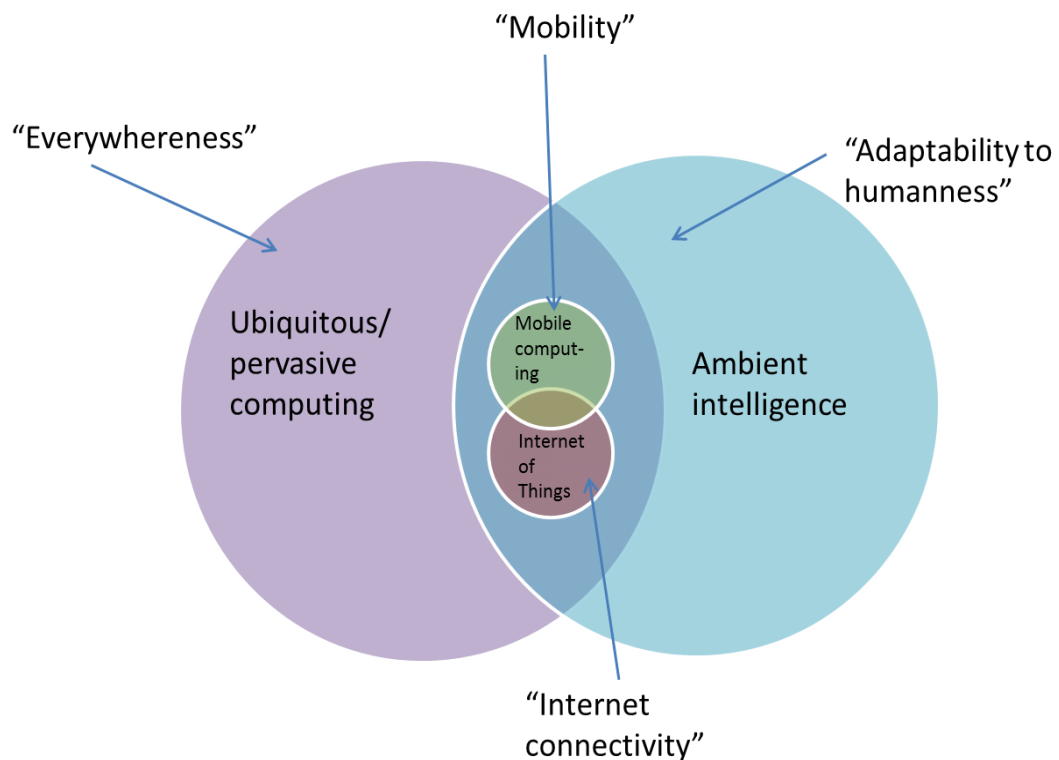 “Mobility”
“Everywhereness”
“Adaptability to
humanness”
Ubiquitous/
pervasive
computing
Mobile
comput-
ing
Ambient
intelligence
Internet
of
Things
“Internet
connectivity”